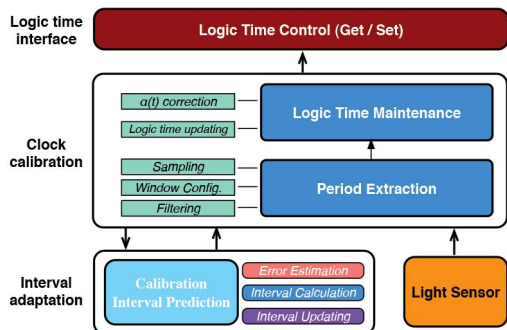 Logic time
interface
Logic Time Control (Get / Set)
Clock
calibration
α(t) correction
Logic time updating
Logic Time Maintenance
Sampling
Window Config.
Filtering
Period Extraction
Interval
adaptation
Calibration
Interval Prediction
Error Estimation
Interval Calculation
Interval Updating
Light Sensor